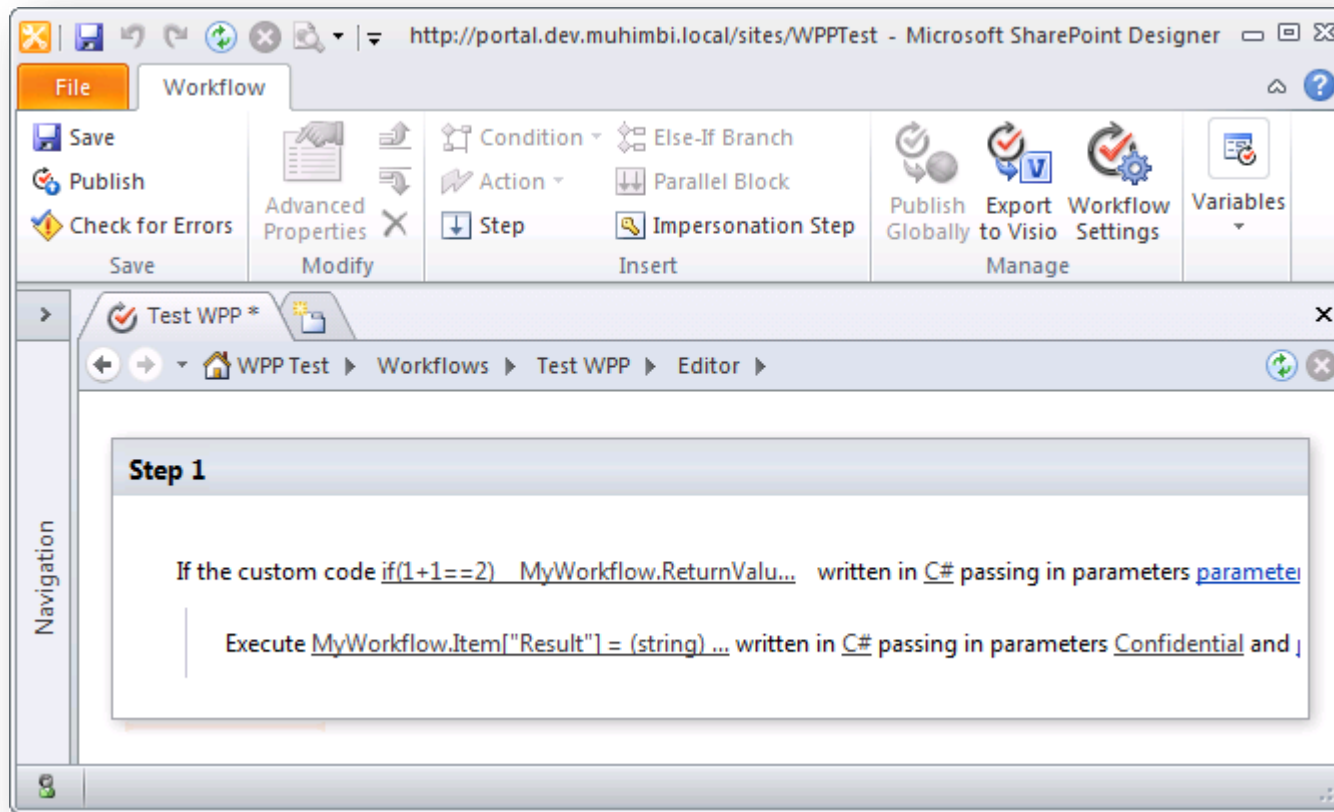 http://portal.dev.muhimbi.local/sites/WPPTest - Microsoft SharePoint Designer
File Workflow
Save
Publish
Check for Errors
Save
Advanced
Properties
Modify
Condition Else-If Branch
Action Parallel Block
Step Impersonation Step
Insert
Publish
Globally
Export
to Visio
Workflow
Settings
Manage
Variables
Test WPP *
WPP Test Workflows Test WPP Editor
Navigation
Step 1
If the custom code if(1+1==2) MyWorkflow.ReturnValu... written in C# passing in parameters
Execute MyWorkflow.Item["Result"] = (string) ... written in C# passing in parameters Confidential and